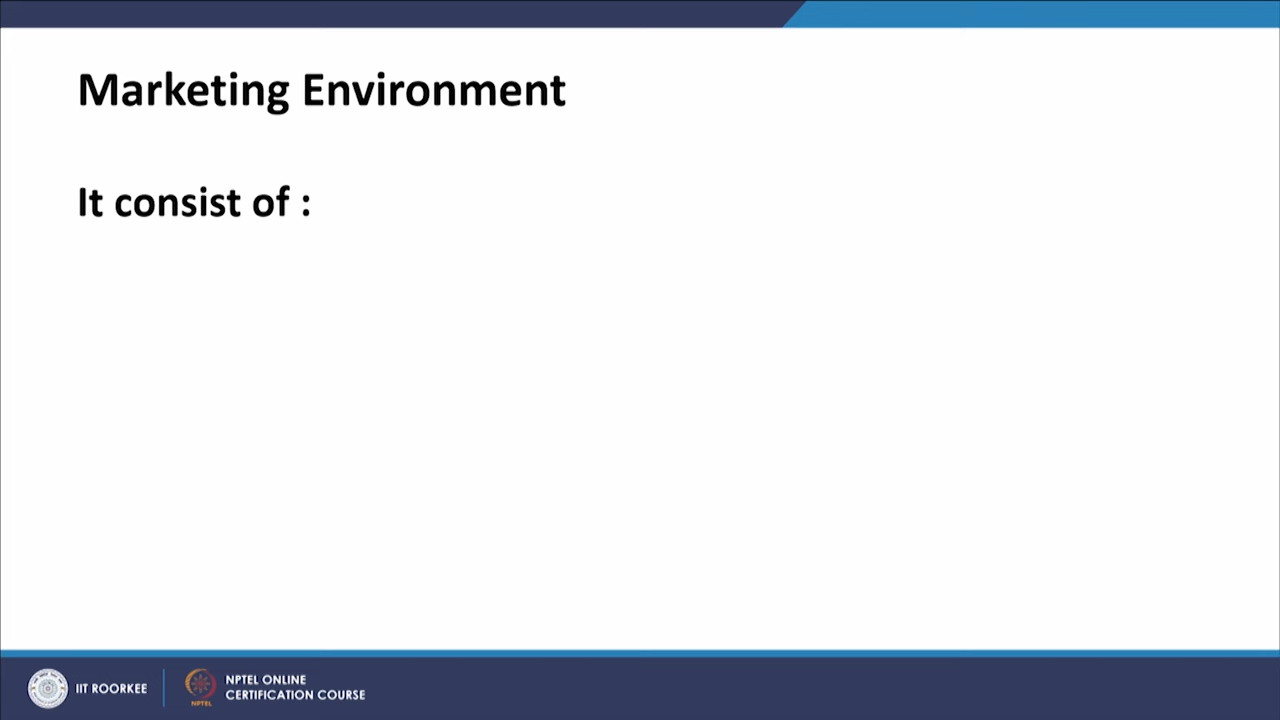 Marketing Environment
It consist of :
IIT ROORKEE
NPTEL ONLINE
CERTIFICATION COURSE
NPTEL